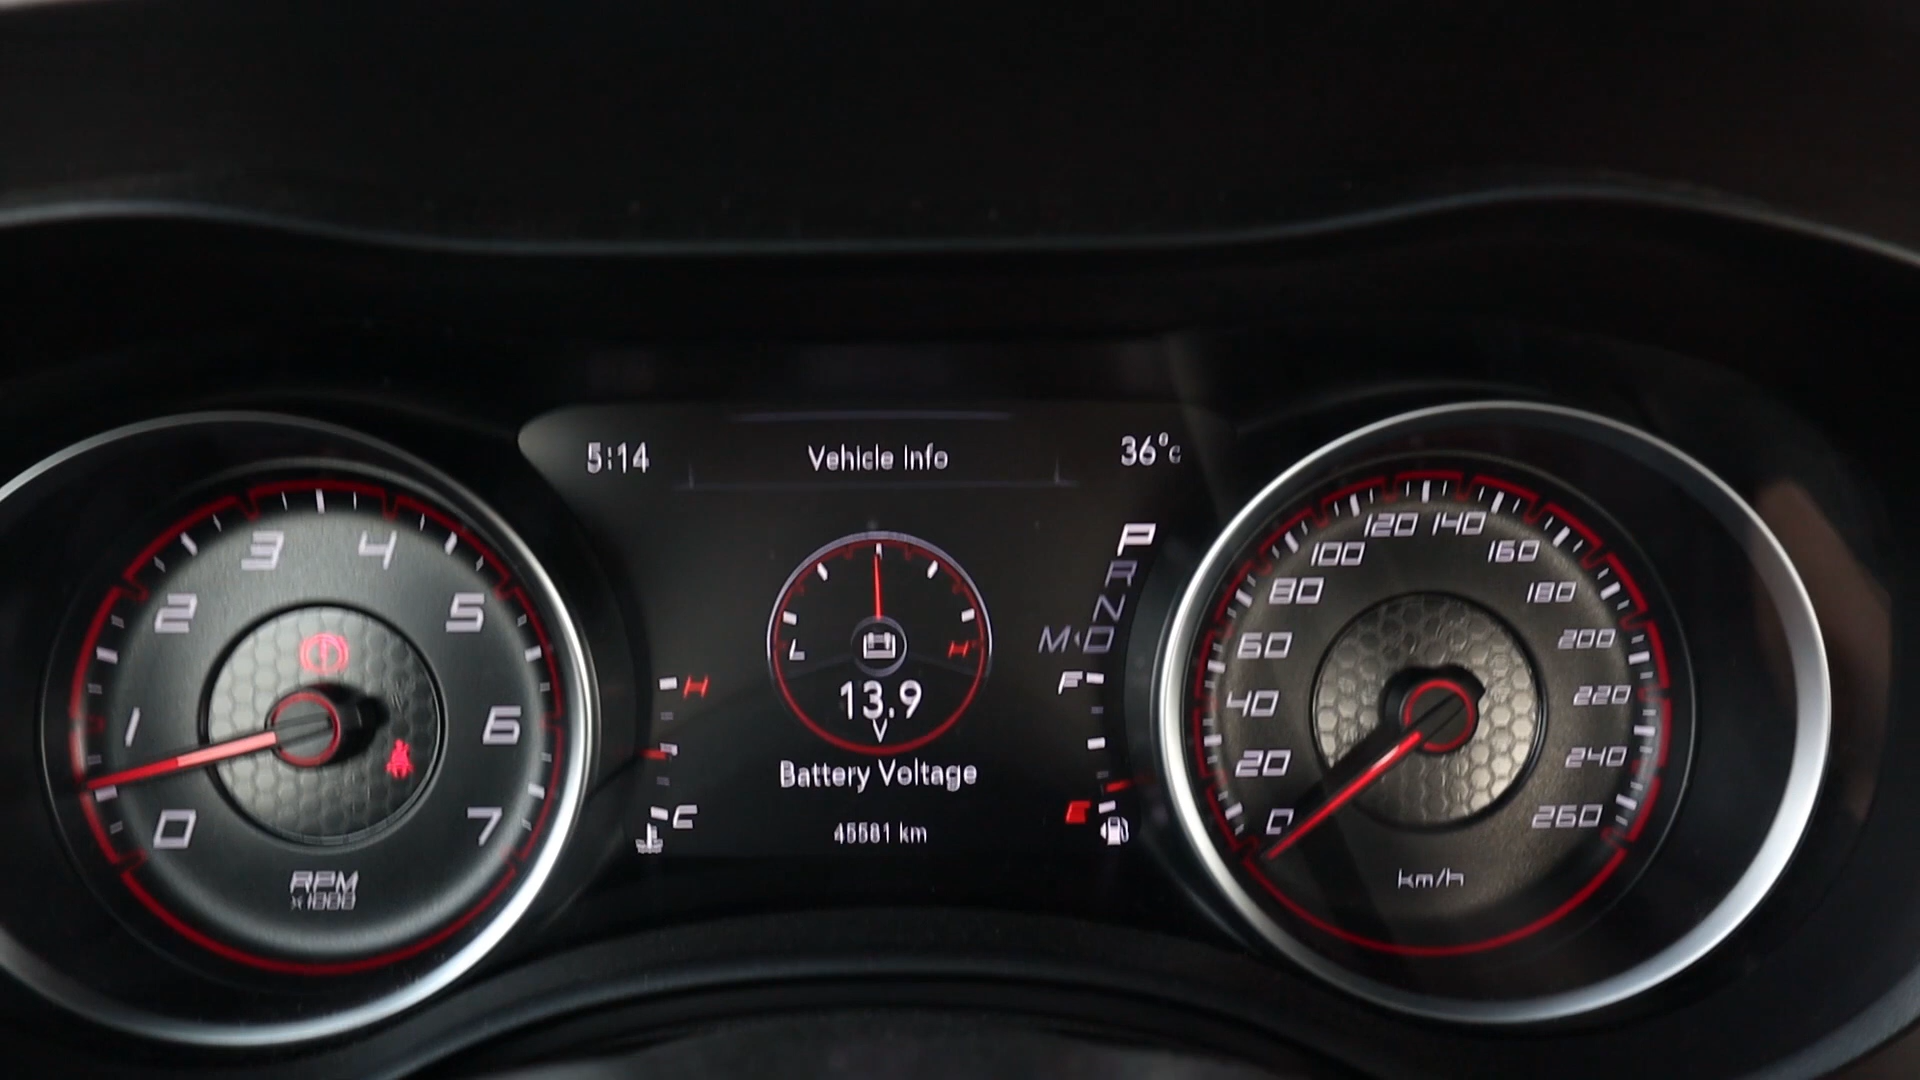 5:14
Vehicle Info
36°C
0
1
2
3
4
5
6
7
RPM
x1000
H
C
L
H
13.9
V
Battery Voltage
45581 km
P
R
N
M<D
F
E
0
20
40
60
80
100
120
140
160
180
200
220
240
260
km/h